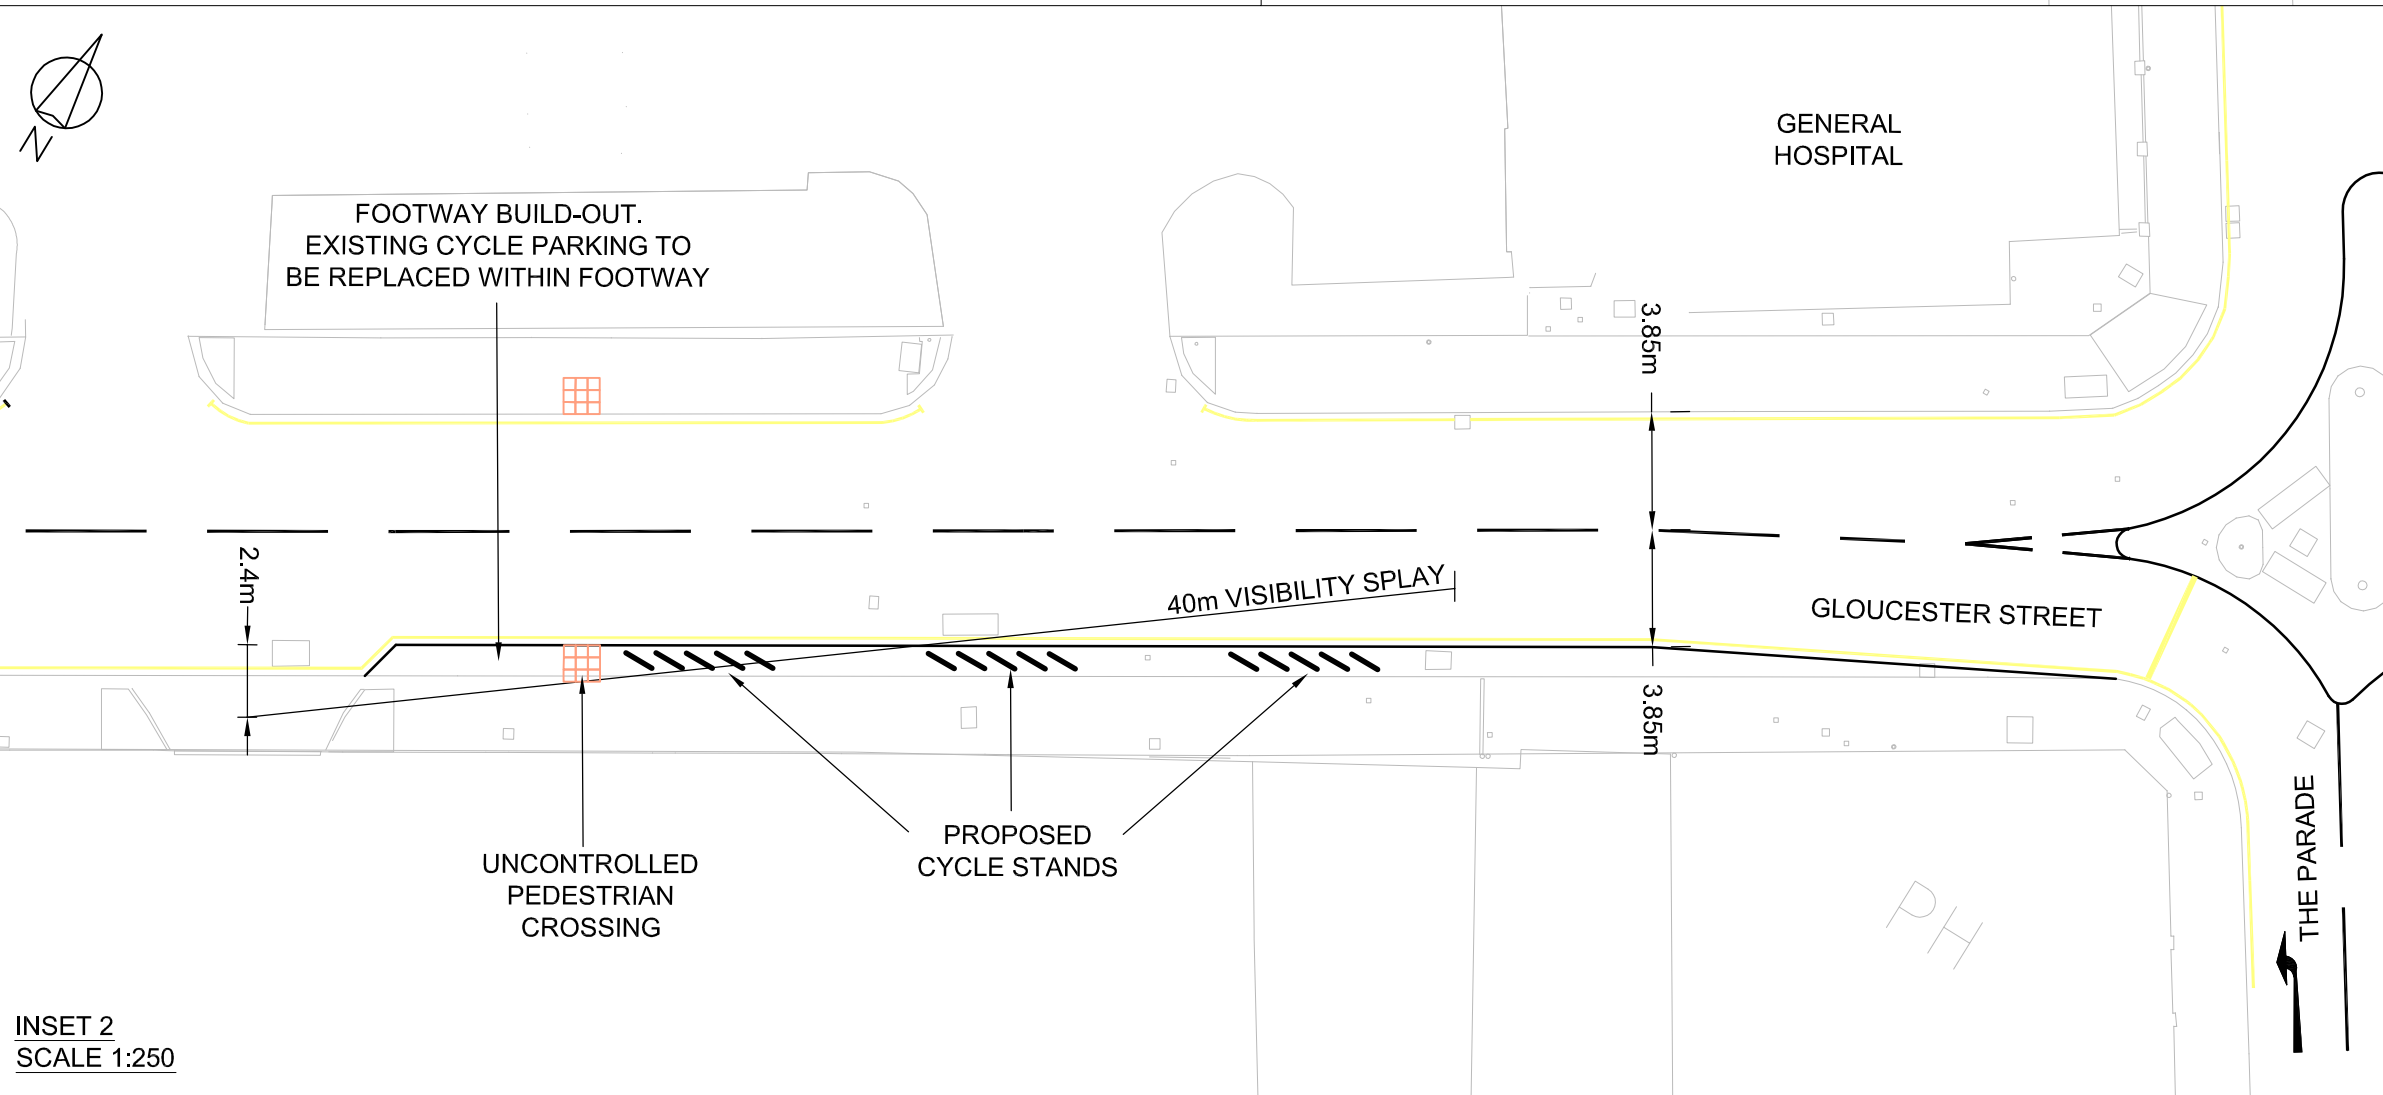 N
GENERAL
HOSPITAL
FOOTWAY BUILD-OUT.
EXISTING CYCLE PARKING TO
BE REPLACED WITHIN FOOTWAY
3.85m
2.4m
40m VISIBILITY SPLAY
GLOUCESTER STREET
3.85m
THE PARADE
PROPOSED
CYCLE STANDS
UNCONTROLLED
PEDESTRIAN
CROSSING
PH
INSET 2
SCALE 1:250